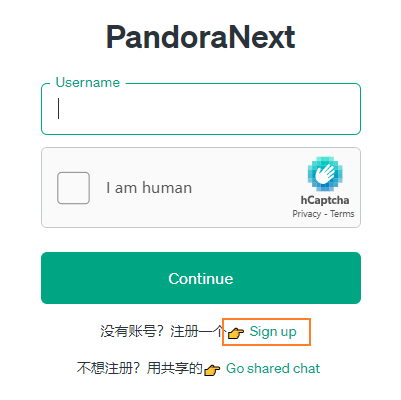 PandoraNext
Username
I am human
hCaptcha
Privacy - Terms
Continue
没有账号？注册一个👉 Sign up
不想注册？用共享的👉 Go shared chat